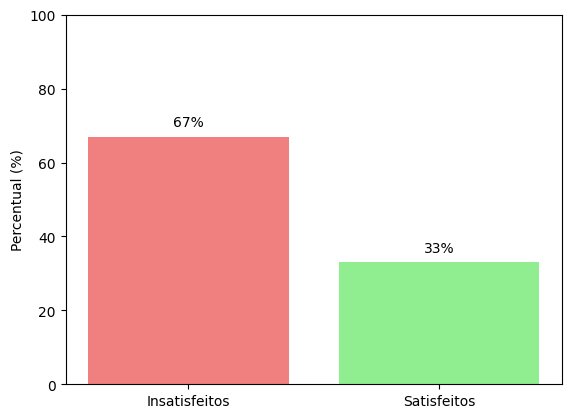 100
80
60
40
20
0
Percentual (%)
67%
33%
Insatisfeitos
Satisfeitos